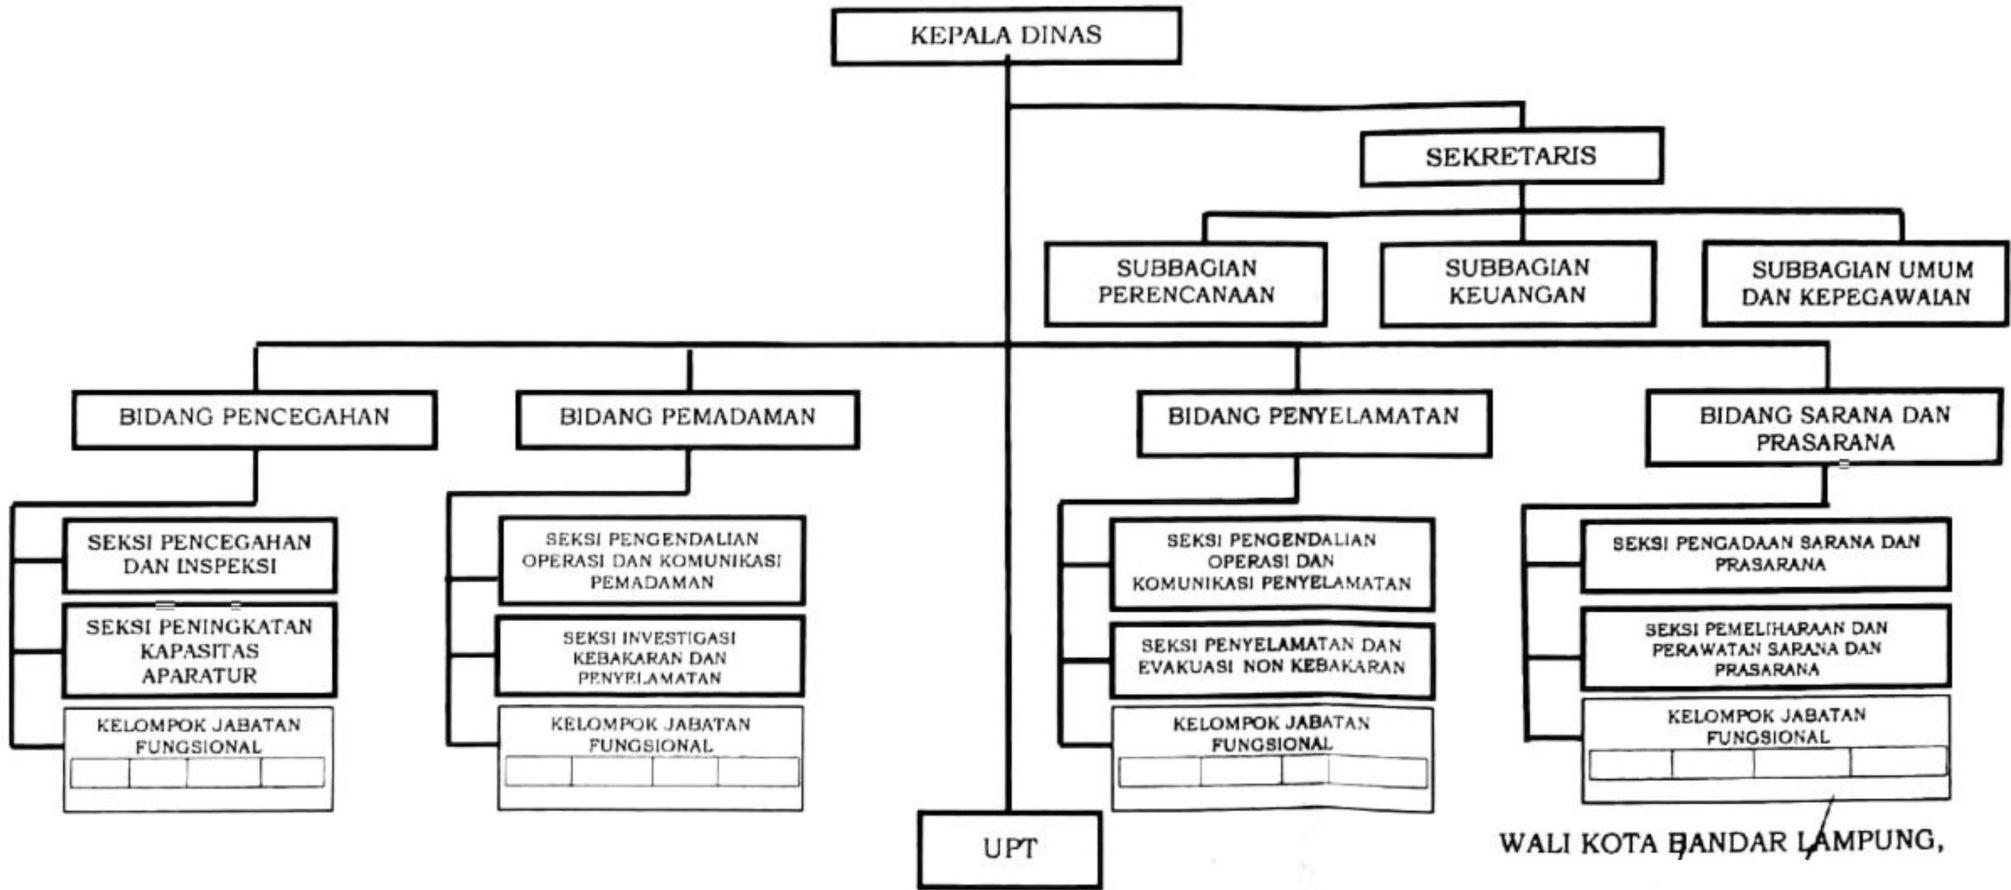 KEPALA DINAS
SEKRETARIS
SUBBAGIAN
PERENCANAAN
SUBBAGIAN
KEUANGAN
SUBBAGIAN UMUM
DAN KEPEGAWAIAN
BIDANG PENCEGAHAN
BIDANG PEMADAMAN
BIDANG PENYELAMATAN
BIDANG SARANA DAN
PRASARANA
SEKSI PENCEGAHAN
DAN INSPEKSI
SEKSI PENINGKATAN
KAPASITAS
APARATUR
KELOMPOK JABATAN
FUNGSIONAL
SEKSI PENGENDALIAN
OPERASI DAN KOMUNIKASI
PEMADAMAN
SEKSI INVESTIGASI
KEBAKARAN DAN
PENYELAMATAN
KELOMPOK JABATAN
FUNGSIONAL
SEKSI PENGENDALIAN
OPERASI DAN
KOMUNIKASI PENYELAMATAN
SEKSI PENYELAMATAN DAN
EVAKUASI NON KEBAKARAN
KELOMPOK JABATAN
FUNGSIONAL
SEKSI PENGADAAN SARANA DAN
PRASARANA
SEKSI PEMELIHARAAN DAN
PERAWATAN SARANA DAN
PRASARANA
KELOMPOK JABATAN
FUNGSIONAL
UPT
WALI KOTA BANDAR LAMPUNG,